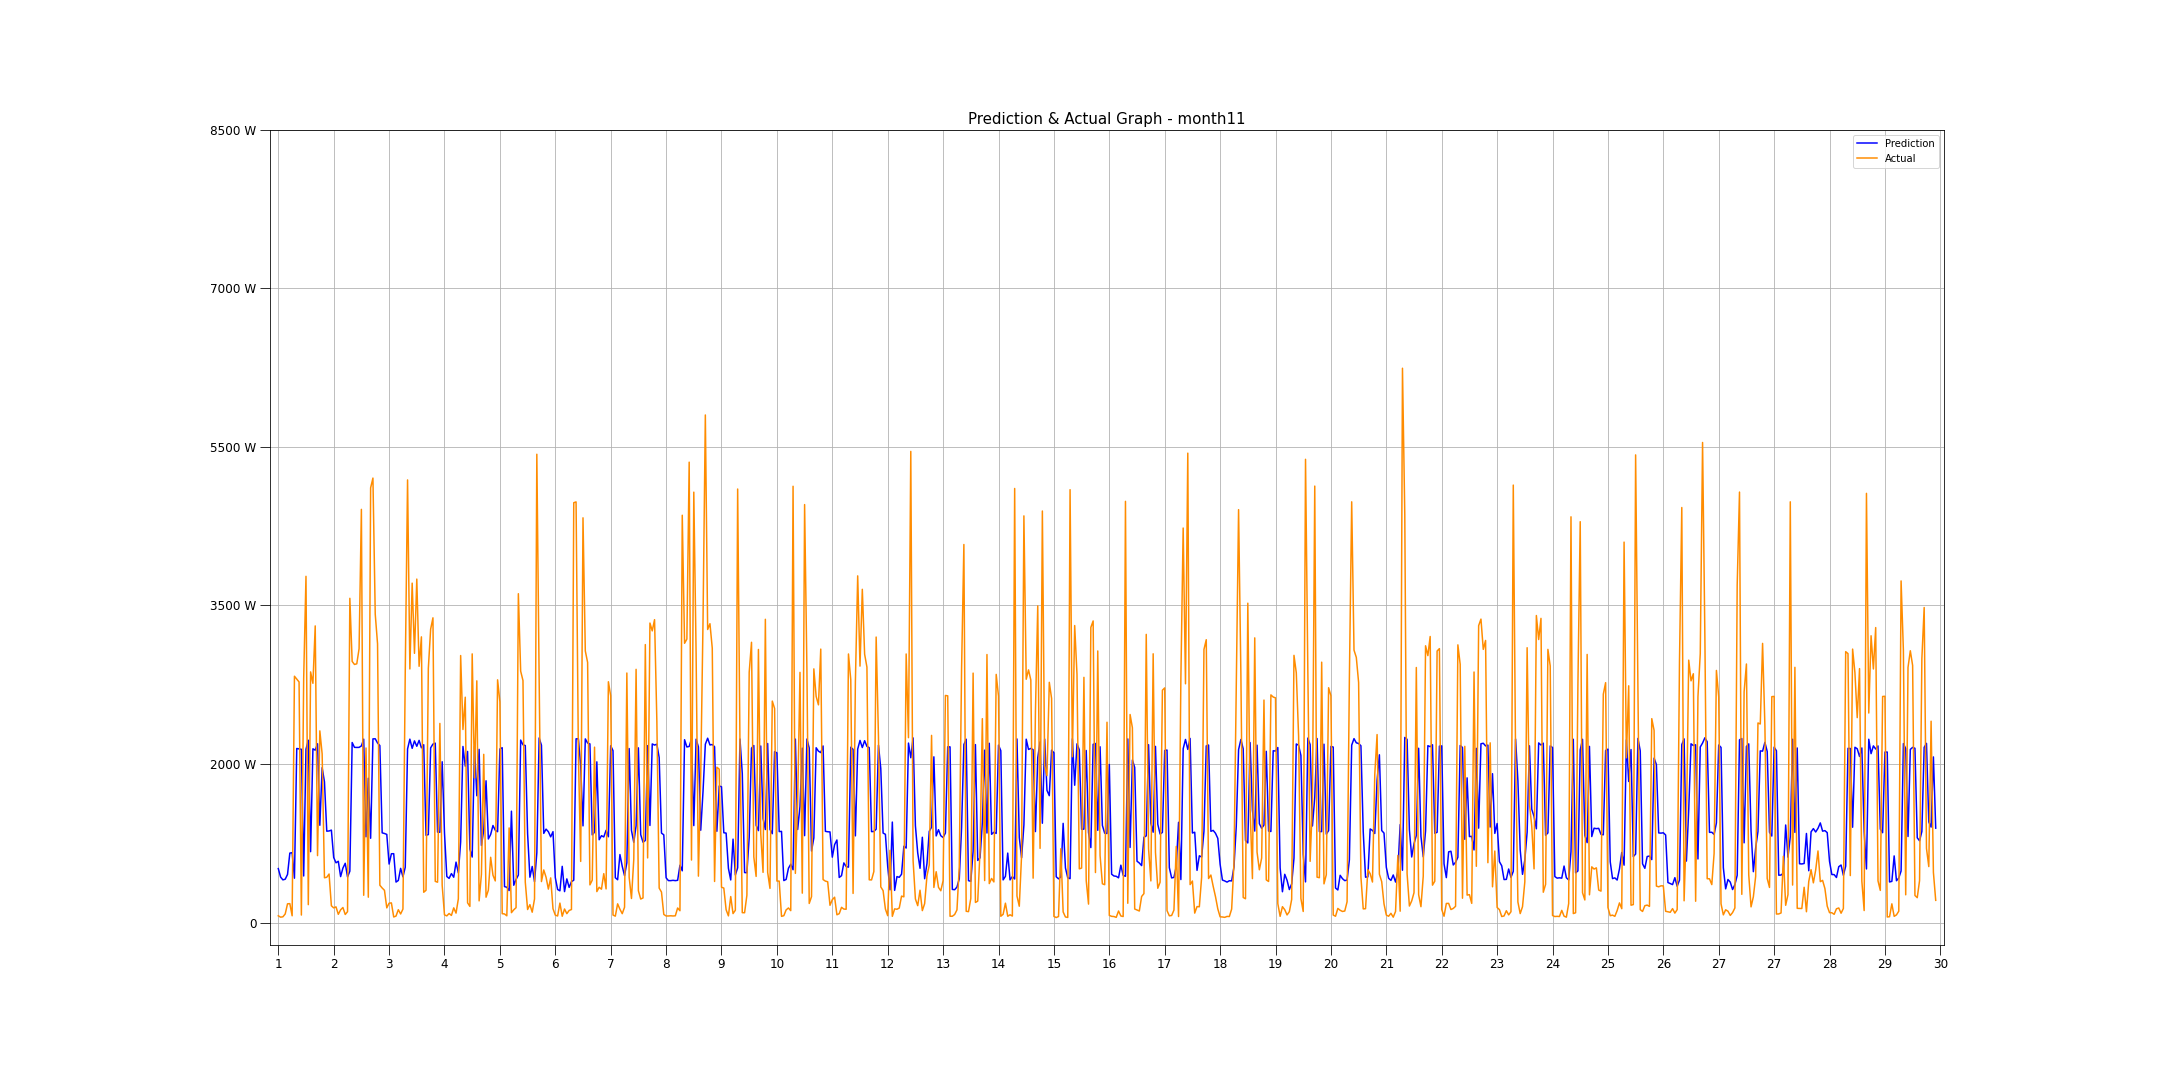 Prediction & Actual Graph - month11
8500 W
7000 W
5500 W
3500 W
2000 W
0
Prediction
Actual
1 2 3 4 5 6 7 8 9 10 11 12 13 14 15 16 17 18 19 20 21 22 23 24 25 26 27 27 28 29 30